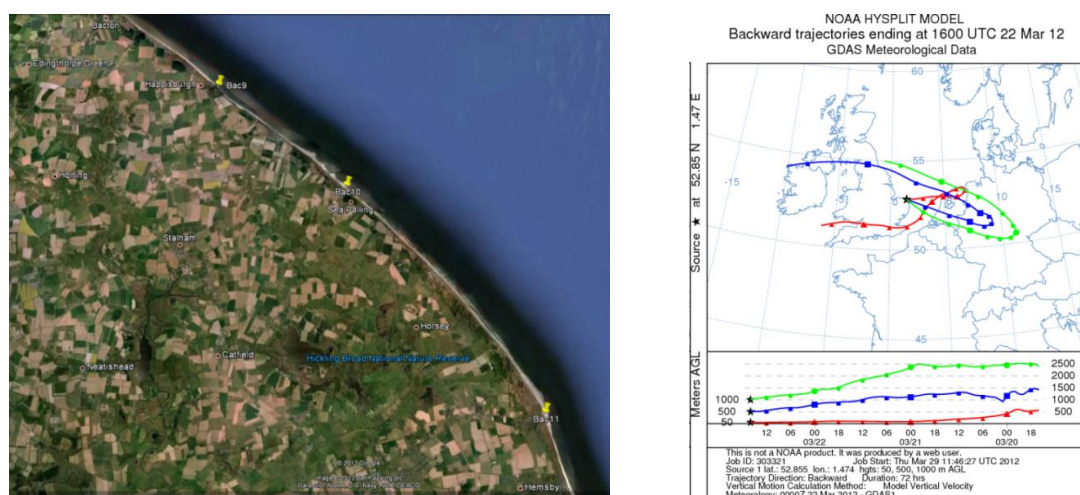 Bacton
Edingthorpe Green
Happisburgh
Bac9
Honing
Bac10
Sea Palling
Stalham
Horsey
Catfield
Hickling Broad National Nature Reserve
Neatishead
Bac11
© 2012 Google
Hemsby
NOAA HYSPLIT MODEL
Backward trajectories ending at 1600 UTC 22 Mar 12
GDAS Meteorological Data
Source ★ at 52.85 N 1.47 E
60
55
-15
-10
10
15
50
45
Meters AGL
2500
2000
1000
1500
500
1000
50
500
12 06 00 18 12 06 00 18 12 06 00 18
03/22 03/21 03/20
This is not a NOAA product. It was produced by a web user.
Job ID: 303321 Job Start: Thu Mar 29 11:46:27 UTC 2012
Source 1 lat.: 52.855 lon.: 1.474 hgts: 50, 500, 1000 m AGL
Trajectory Direction: Backward Duration: 72 hrs
Vertical Motion Calculation Method: Model Vertical Velocity
Meteorology: 0000Z 22 Mar 2012 - GDAS1